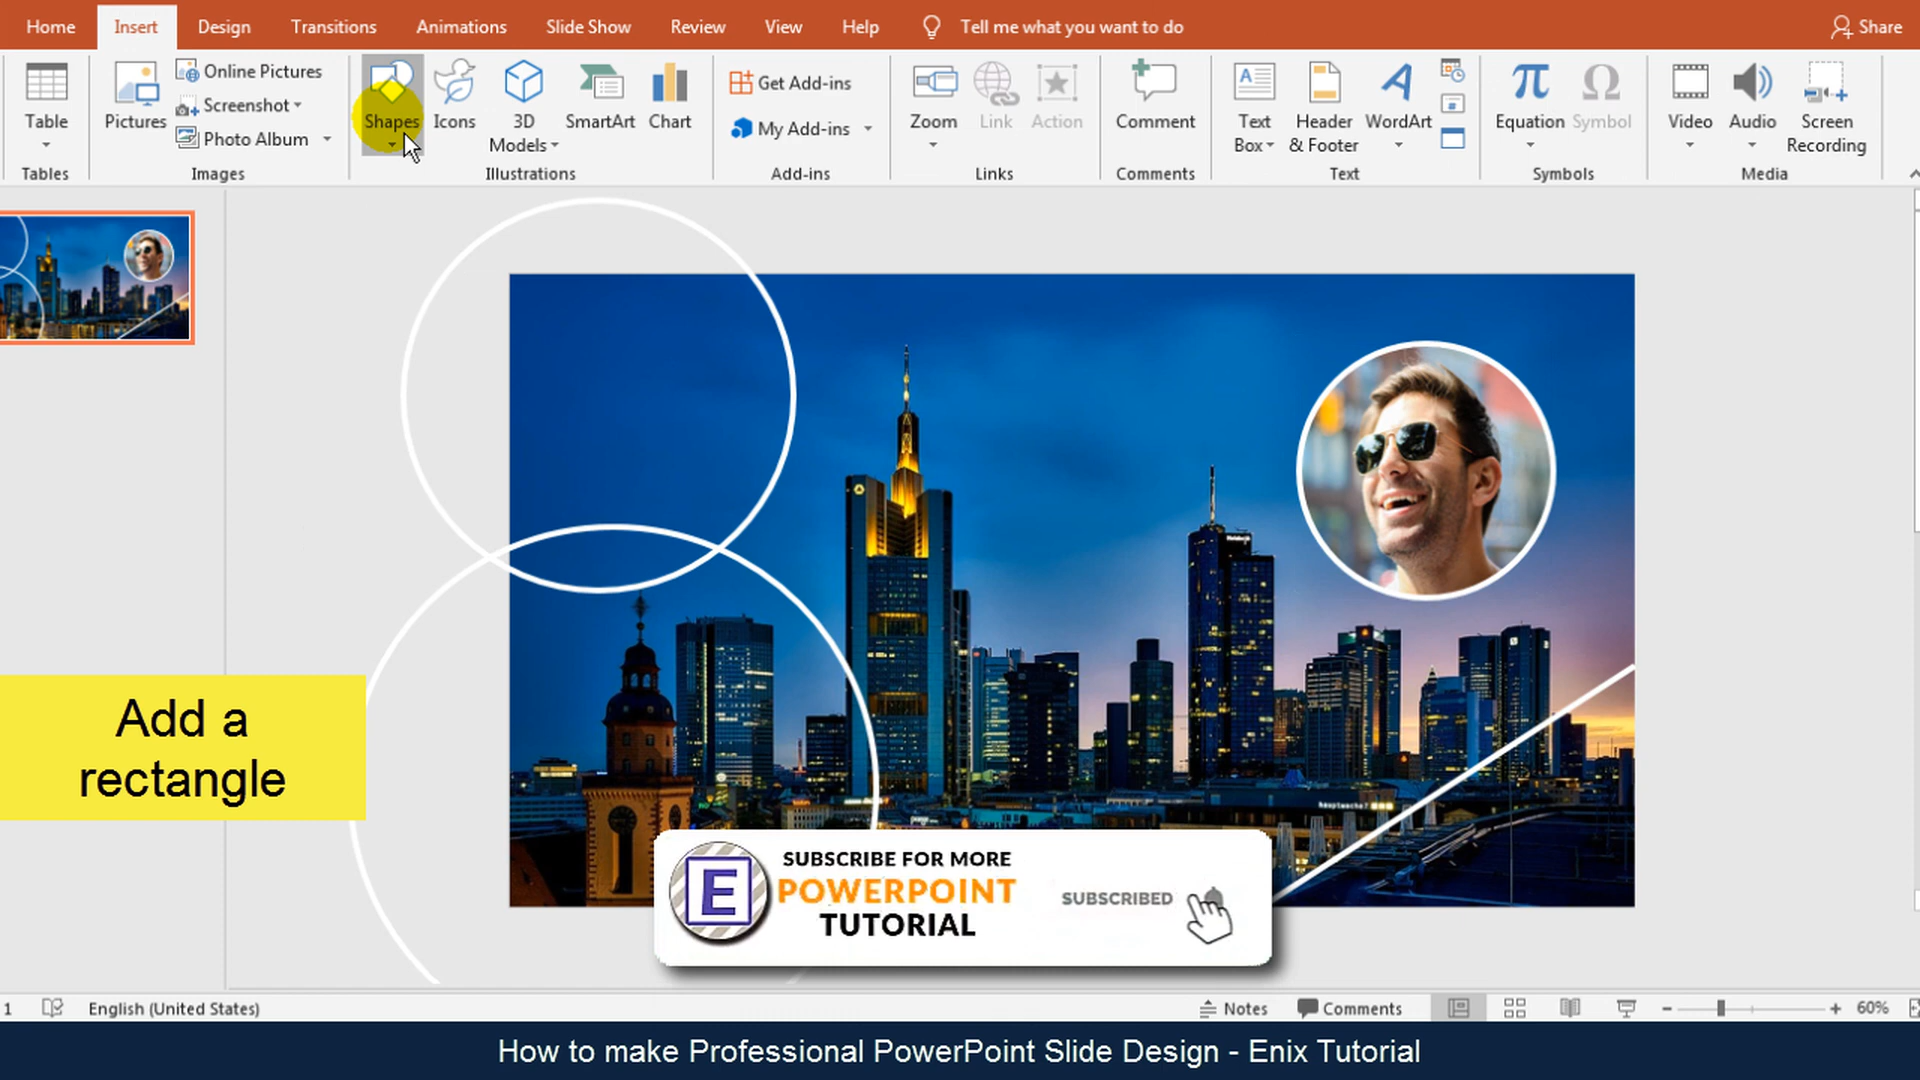 Home Insert Design Transitions Animations Slide Show Review View Help Tell me what you want to do Share
Table
Tables
Pictures
Online Pictures
Screenshot
Photo Album
Images
Shapes
Icons
3D
Models
SmartArt
Chart
Illustrations
Get Add-ins
My Add-ins
Add-ins
Zoom
Link
Action
Links
Comment
Comments
Text
Box
Header
& Footer
WordArt
Text
Equation
Symbol
Symbols
Video
Audio
Screen
Recording
Media
Add a
rectangle
E
SUBSCRIBE FOR MORE
POWERPOINT
TUTORIAL
SUBSCRIBED
1 English (United States) Notes Comments 60%
How to make Professional PowerPoint Slide Design - Enix Tutorial